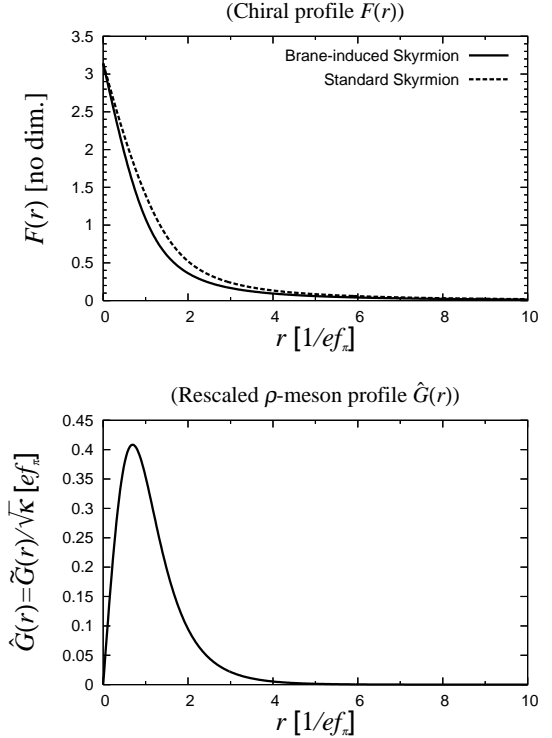 (Chiral profile F(r))
3.5
3
2.5
2
1.5
1
0.5
0
F(r) [no dim.]
Brane-induced Skyrmion
Standard Skyrmion
0 2 4 6 8 10
r [1/ef_π]
(Rescaled ρ-meson profile Ĝ(r))
0.45
0.4
0.35
0.3
0.25
0.2
0.15
0.1
0.05
0
Ĝ(r)=G̃(r)/√κ [ef_π]
0 2 4 6 8 10
r [1/ef_π]